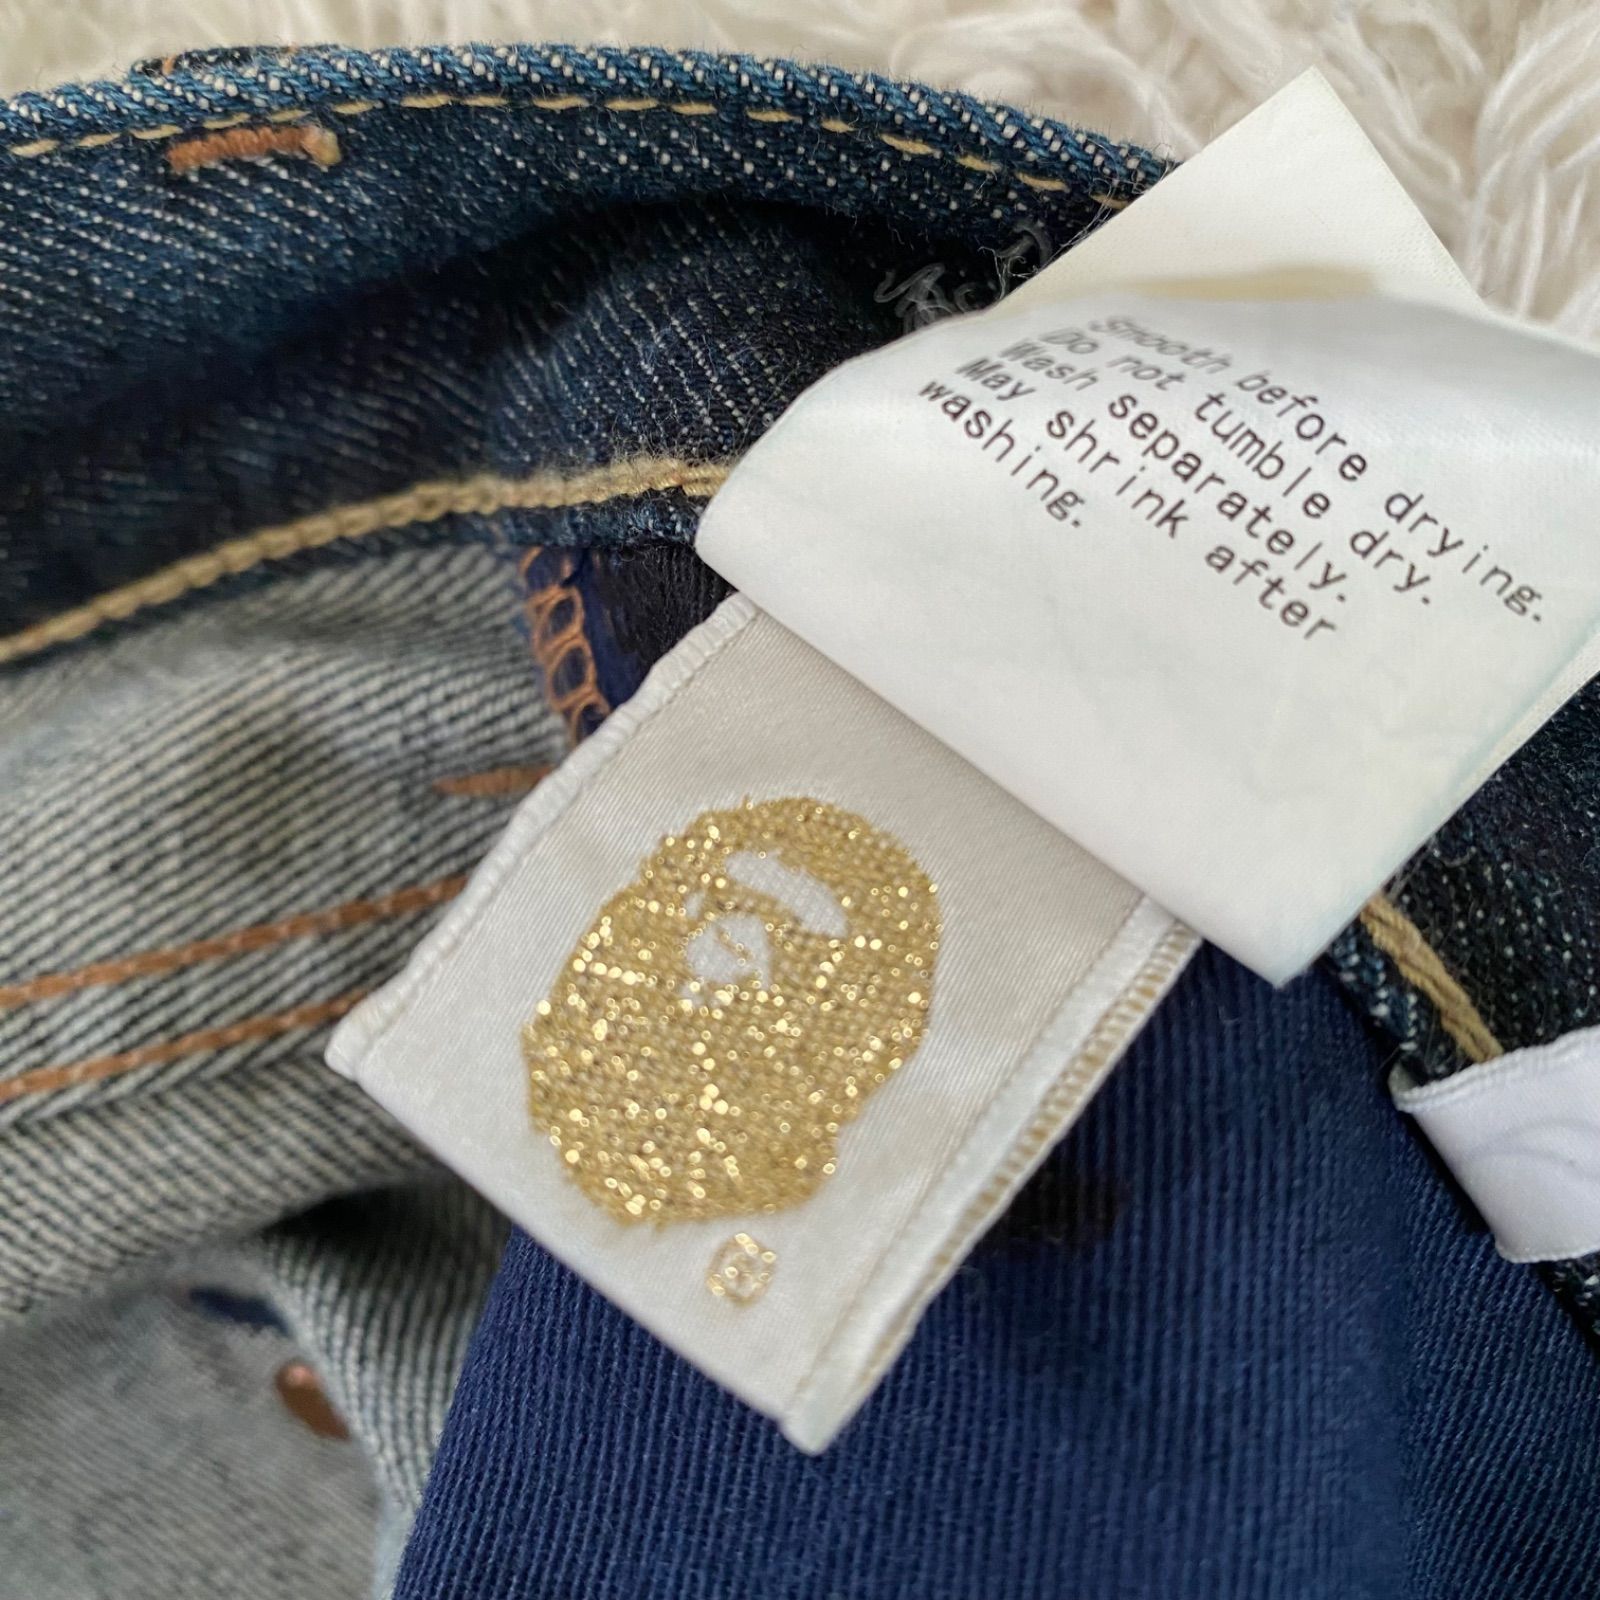 Smooth before drying.
Do not tumble dry.
Wash separately.
May shrink after
washing.
®